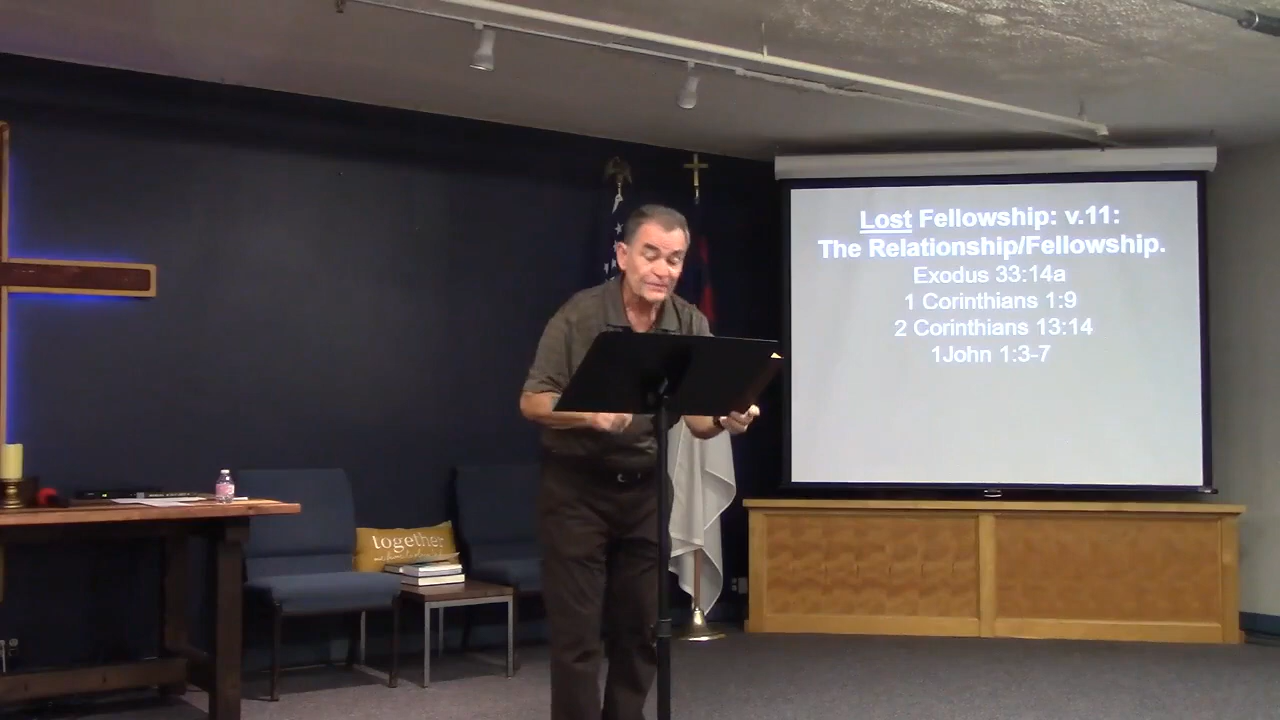 Lost Fellowship: v.11:
The Relationship/Fellowship.
Exodus 33:14a
1 Corinthians 1:9
2 Corinthians 13:14
1John 1:3-7
together